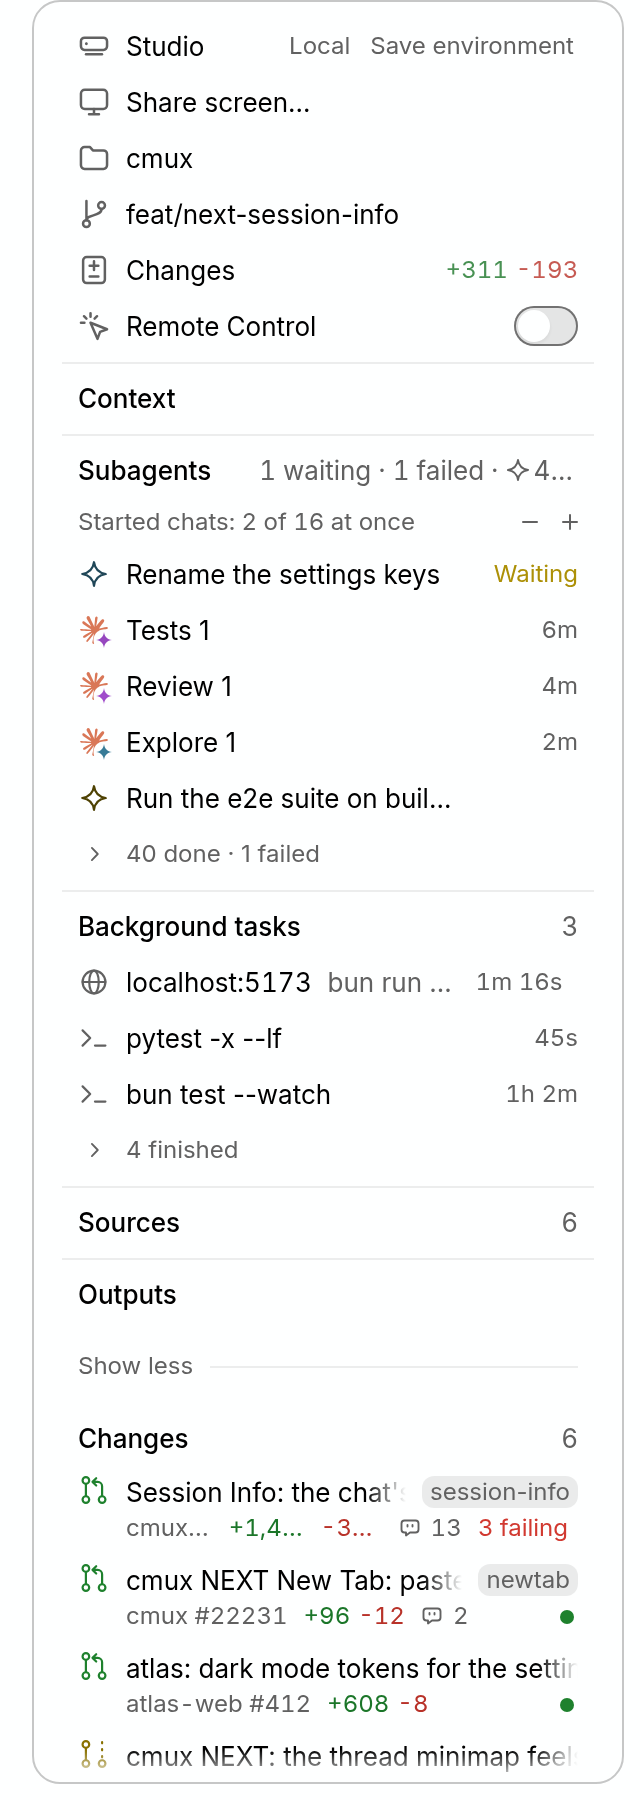 Studio Local Save environment
Share screen...
cmux
feat/next-session-info
Changes +311 -193
Remote Control
Context
Subagents 1 waiting · 1 failed · 4...
Started chats: 2 of 16 at once − +
Rename the settings keys Waiting
Tests 1 6m
Review 1 4m
Explore 1 2m
Run the e2e suite on buil...
40 done · 1 failed
Background tasks 3
localhost:5173 bun run ... 1m 16s
pytest -x --lf 45s
bun test --watch 1h 2m
4 finished
Sources 6
Outputs
Show less
Changes 6
Session Info: the chat's session-info
cmux... +1,4... -3... 13 3 failing
cmux NEXT New Tab: paste newtab
cmux #22231 +96 -12 2
atlas: dark mode tokens for the settin
atlas-web #412 +608 -8
cmux NEXT: the thread minimap feels